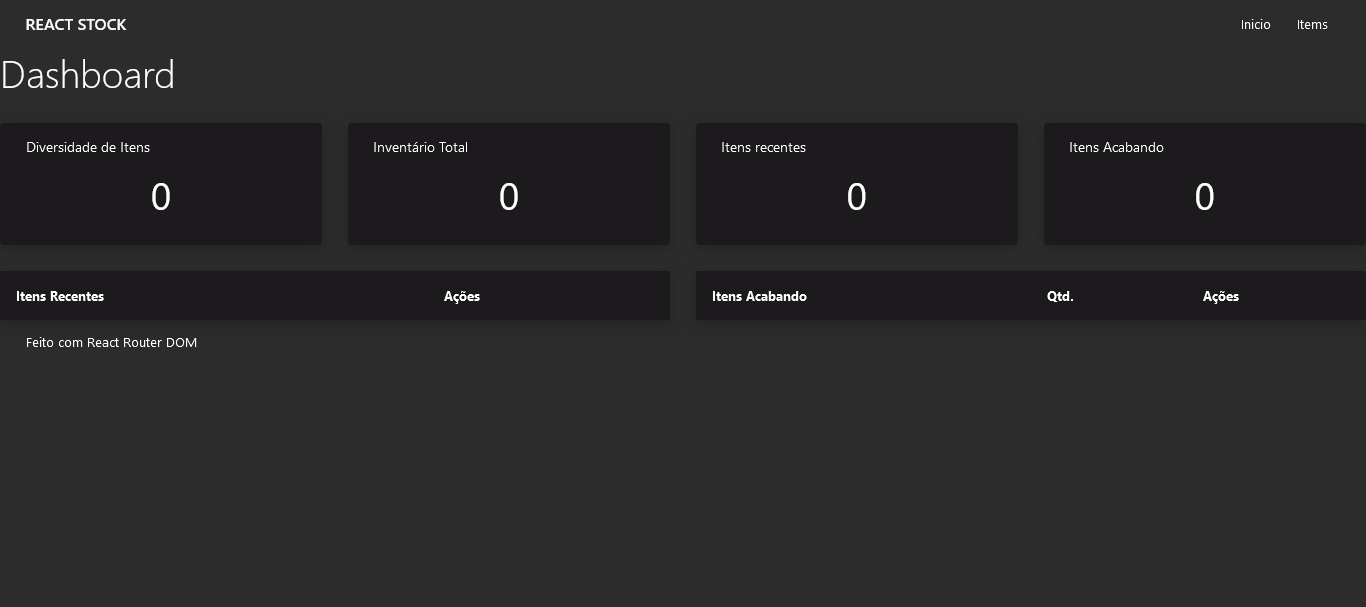 REACT STOCK Inicio Items
Dashboard
Diversidade de Itens Inventário Total Itens recentes Itens Acabando
0 0 0 0
Itens Recentes Ações Itens Acabando Qtd. Ações
Feito com React Router DOM